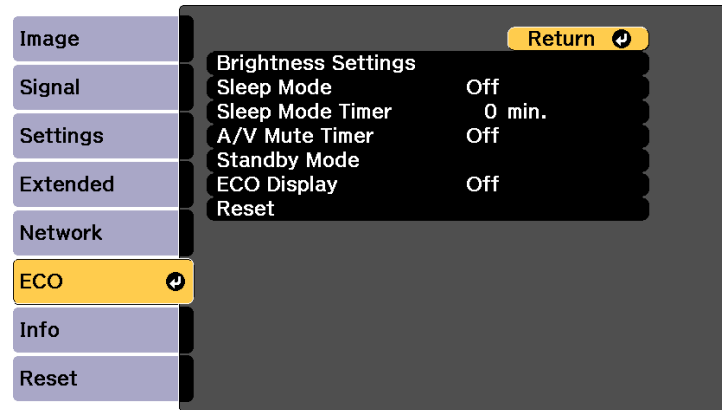 Image
Signal
Settings
Extended
Network
ECO
Info
Reset
Return
Brightness Settings
Sleep Mode Off
Sleep Mode Timer 0 min.
A/V Mute Timer Off
Standby Mode
ECO Display Off
Reset